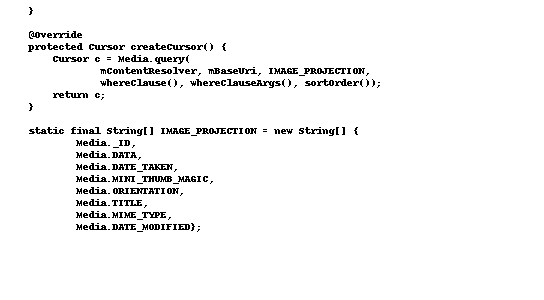 }
@Override
protected Cursor createCursor() {
Cursor c = Media.query(
mContentResolver, mBaseUri, IMAGE_PROJECTION,
whereClause(), whereClauseArgs(), sortOrder());
return c;
}
static final String[] IMAGE_PROJECTION = new String[] {
Media._ID,
Media.DATA,
Media.DATE_TAKEN,
Media.MINI_THUMB_MAGIC,
Media.ORIENTATION,
Media.TITLE,
Media.MIME_TYPE,
Media.DATE_MODIFIED};